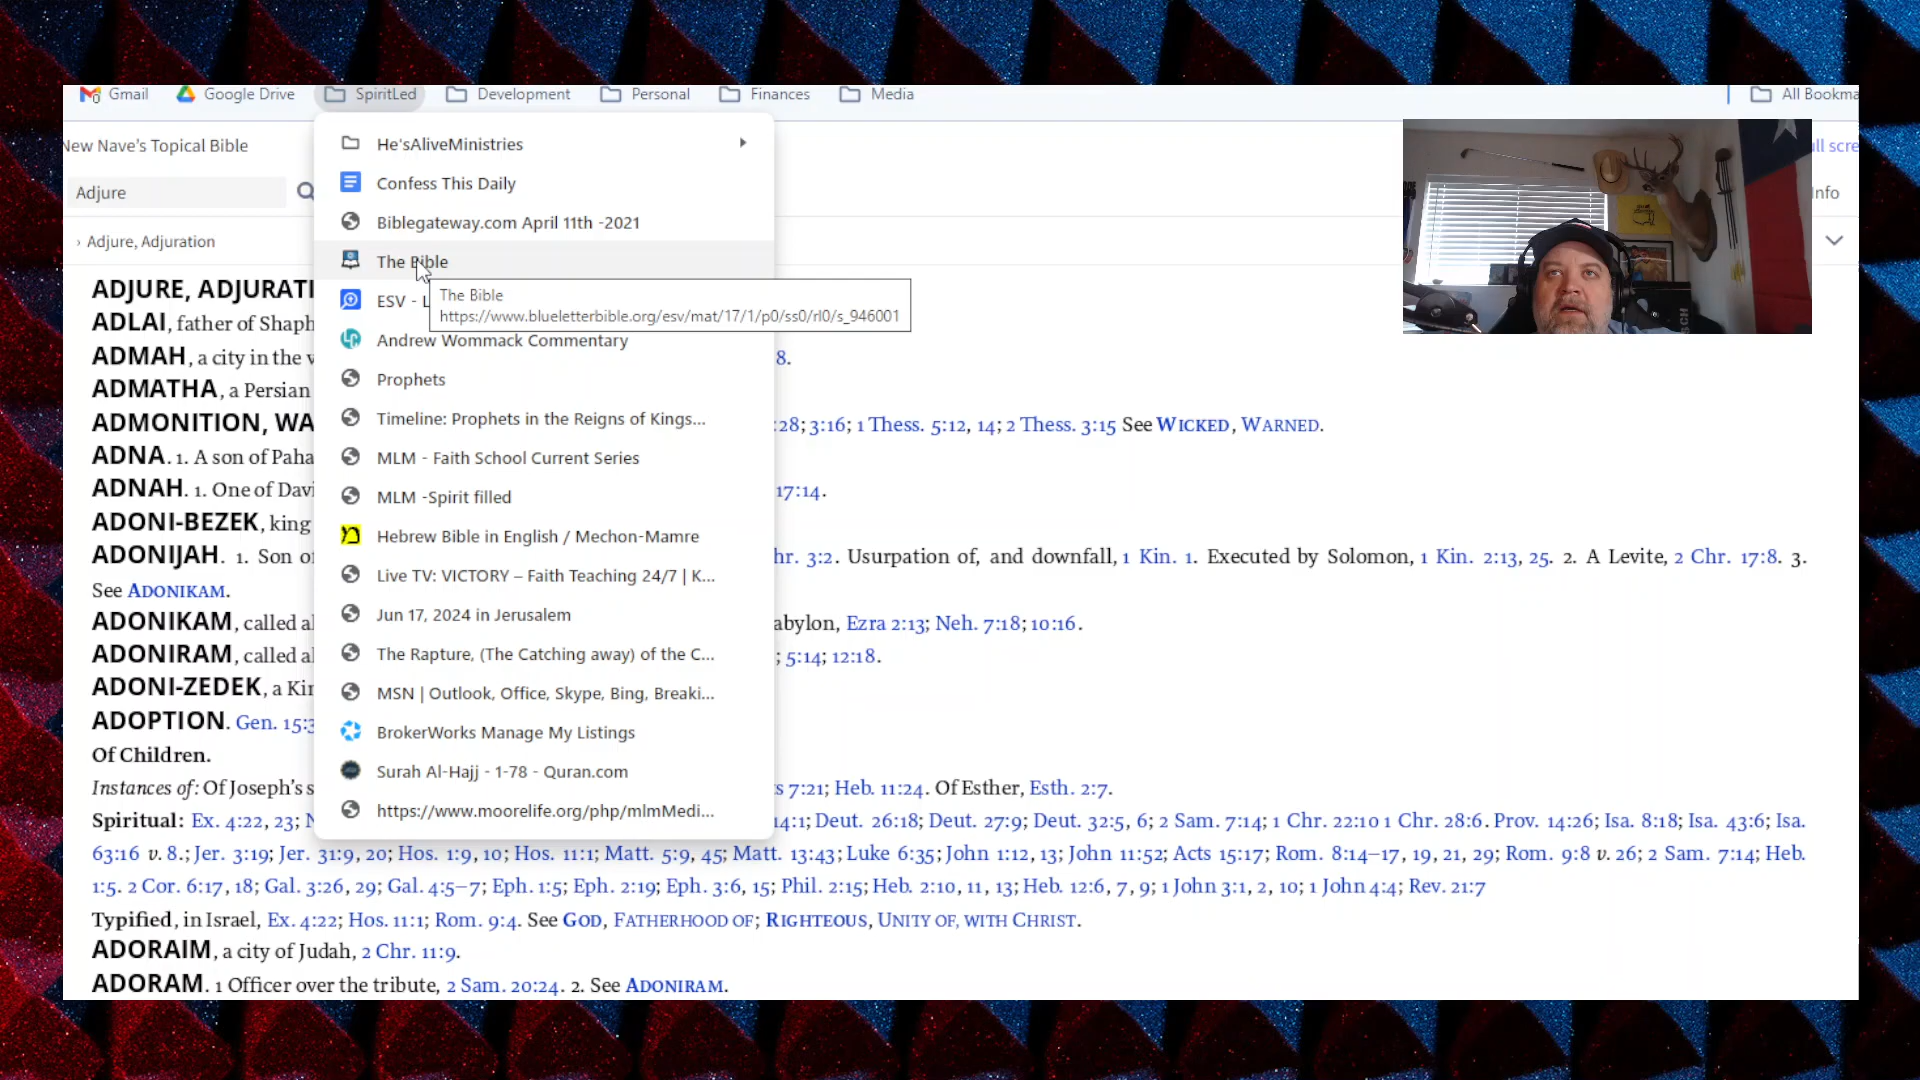 Gmail Google Drive SpiritLed Development Personal Finances Media All Bookma
New Nave's Topical Bible
ull scre
Adjure
Info
› Adjure, Adjuration
He'sAliveMinistries
Confess This Daily
Biblegateway.com April 11th -2021
The Bible
ESV - L
The Bible
https://www.blueletterbible.org/esv/mat/17/1/p0/ss0/rl0/s_946001
Andrew Wommack Commentary
Prophets
Timeline: Prophets in the Reigns of Kings...
MLM - Faith School Current Series
MLM -Spirit filled
Hebrew Bible in English / Mechon-Mamre
Live TV: VICTORY – Faith Teaching 24/7 | K...
Jun 17, 2024 in Jerusalem
The Rapture, (The Catching away) of the C...
MSN | Outlook, Office, Skype, Bing, Breaki...
BrokerWorks Manage My Listings
Surah Al-Hajj - 1-78 - Quran.com
https://www.moorelife.org/php/mlmMedi...
ADJURE, ADJURATI
ADLAI, father of Shaph
ADMAH, a city in the v 8.
ADMATHA, a Persian
ADMONITION, WA :28; 3:16; 1 Thess. 5:12, 14; 2 Thess. 3:15 See WICKED, WARNED.
ADNA. 1. A son of Paha
ADNAH. 1. One of Davi 17:14.
ADONI-BEZEK, king
ADONIJAH. 1. Son o hr. 3:2. Usurpation of, and downfall, 1 Kin. 1. Executed by Solomon, 1 Kin. 2:13, 25. 2. A Levite, 2 Chr. 17:8. 3.
See ADONIKAM.
ADONIKAM, called al abylon, Ezra 2:13; Neh. 7:18; 10:16.
ADONIRAM, called al ; 5:14; 12:18.
ADONI-ZEDEK, a Kin
ADOPTION. Gen. 15:3
Of Children.
Instances of: Of Joseph's s s 7:21; Heb. 11:24. Of Esther, Esth. 2:7.
Spiritual: Ex. 4:22, 23; N 14:1; Deut. 26:18; Deut. 27:9; Deut. 32:5, 6; 2 Sam. 7:14; 1 Chr. 22:10 1 Chr. 28:6. Prov. 14:26; Isa. 8:18; Isa. 43:6; Isa.
63:16 v. 8.; Jer. 3:19; Jer. 31:9, 20; Hos. 1:9, 10; Hos. 11:1; Matt. 5:9, 45; Matt. 13:43; Luke 6:35; John 1:12, 13; John 11:52; Acts 15:17; Rom. 8:14–17, 19, 21, 29; Rom. 9:8 v. 26; 2 Sam. 7:14; Heb.
1:5. 2 Cor. 6:17, 18; Gal. 3:26, 29; Gal. 4:5–7; Eph. 1:5; Eph. 2:19; Eph. 3:6, 15; Phil. 2:15; Heb. 2:10, 11, 13; Heb. 12:6, 7, 9; 1 John 3:1, 2, 10; 1 John 4:4; Rev. 21:7
Typified, in Israel, Ex. 4:22; Hos. 11:1; Rom. 9:4. See GOD, FATHERHOOD OF; RIGHTEOUS, UNITY OF, WITH CHRIST.
ADORAIM, a city of Judah, 2 Chr. 11:9.
ADORAM. 1 Officer over the tribute, 2 Sam. 20:24. 2. See ADONIRAM.